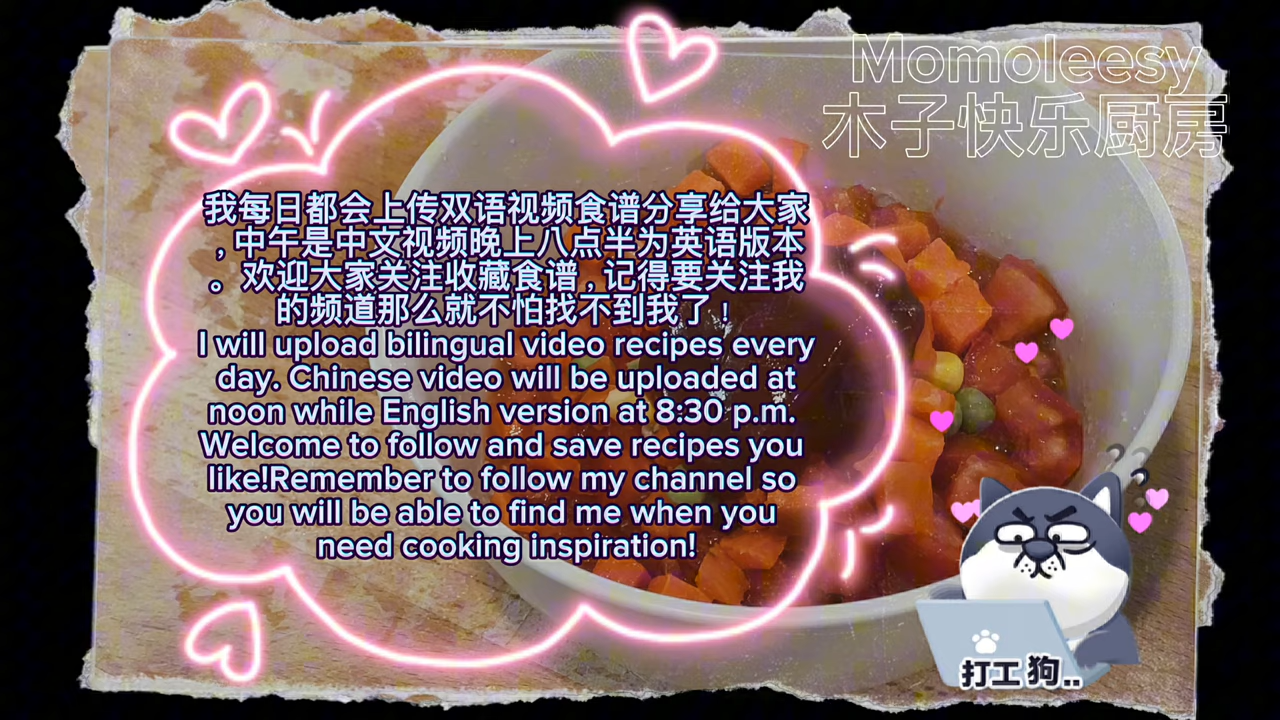 Momoleesy
木子快乐厨房
我每日都会上传双语视频食谱分享给大家
，中午是中文视频晚上八点半为英语版本
。欢迎大家关注收藏食谱，记得要关注我
的频道那么就不怕找不到我了！
I will upload bilingual video recipes every
day. Chinese video will be uploaded at
noon while English version at 8:30 p.m.
Welcome to follow and save recipes you
like!Remember to follow my channel so
you will be able to find me when you
need cooking inspiration!
打工狗..